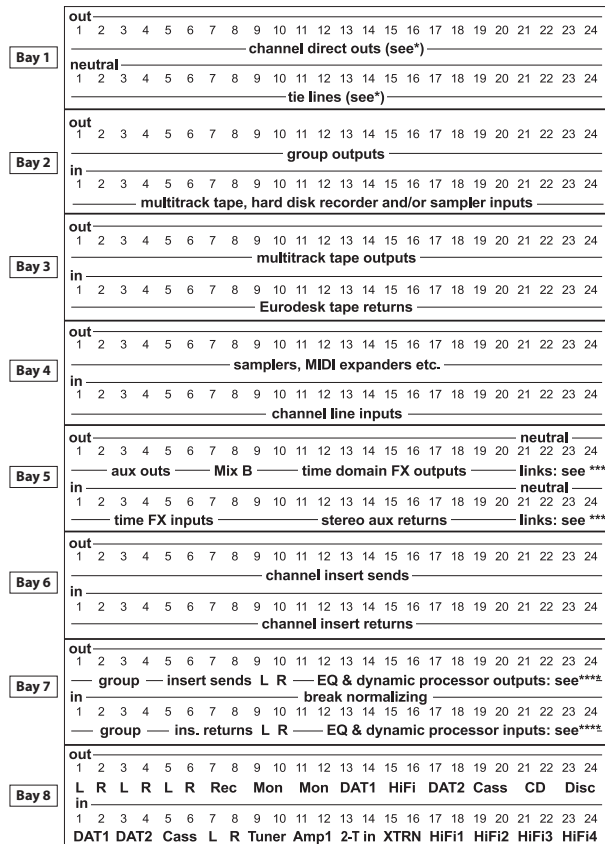 out
1 2 3 4 5 6 7 8 9 10 11 12 13 14 15 16 17 18 19 20 21 22 23 24
channel direct outs (see*)
Bay 1
neutral
1 2 3 4 5 6 7 8 9 10 11 12 13 14 15 16 17 18 19 20 21 22 23 24
tie lines (see*)
out
1 2 3 4 5 6 7 8 9 10 11 12 13 14 15 16 17 18 19 20 21 22 23 24
group outputs
Bay 2
in
1 2 3 4 5 6 7 8 9 10 11 12 13 14 15 16 17 18 19 20 21 22 23 24
multitrack tape, hard disk recorder and/or sampler inputs
out
1 2 3 4 5 6 7 8 9 10 11 12 13 14 15 16 17 18 19 20 21 22 23 24
multitrack tape outputs
Bay 3
in
1 2 3 4 5 6 7 8 9 10 11 12 13 14 15 16 17 18 19 20 21 22 23 24
Eurodesk tape returns
out
1 2 3 4 5 6 7 8 9 10 11 12 13 14 15 16 17 18 19 20 21 22 23 24
samplers, MIDI expanders etc.
Bay 4
in
1 2 3 4 5 6 7 8 9 10 11 12 13 14 15 16 17 18 19 20 21 22 23 24
channel line inputs
out neutral
1 2 3 4 5 6 7 8 9 10 11 12 13 14 15 16 17 18 19 20 21 22 23 24
aux outs Mix B time domain FX outputs links: see ***
Bay 5
in neutral
1 2 3 4 5 6 7 8 9 10 11 12 13 14 15 16 17 18 19 20 21 22 23 24
time FX inputs stereo aux returns links: see ***
out
1 2 3 4 5 6 7 8 9 10 11 12 13 14 15 16 17 18 19 20 21 22 23 24
channel insert sends
Bay 6
in
1 2 3 4 5 6 7 8 9 10 11 12 13 14 15 16 17 18 19 20 21 22 23 24
channel insert returns
out
1 2 3 4 5 6 7 8 9 10 11 12 13 14 15 16 17 18 19 20 21 22 23 24
group insert sends L R EQ & dynamic processor outputs: see****
Bay 7
in break normalizing
1 2 3 4 5 6 7 8 9 10 11 12 13 14 15 16 17 18 19 20 21 22 23 24
group ins. returns L R EQ & dynamic processor inputs: see****
out
1 2 3 4 5 6 7 8 9 10 11 12 13 14 15 16 17 18 19 20 21 22 23 24
L R L R L R Rec Mon Mon DAT1 HiFi DAT2 Cass CD Disc
Bay 8
in
1 2 3 4 5 6 7 8 9 10 11 12 13 14 15 16 17 18 19 20 21 22 23 24
DAT1 DAT2 Cass L R Tuner Amp1 2-T in XTRN HiFi1 HiFi2 HiFi3 HiFi4